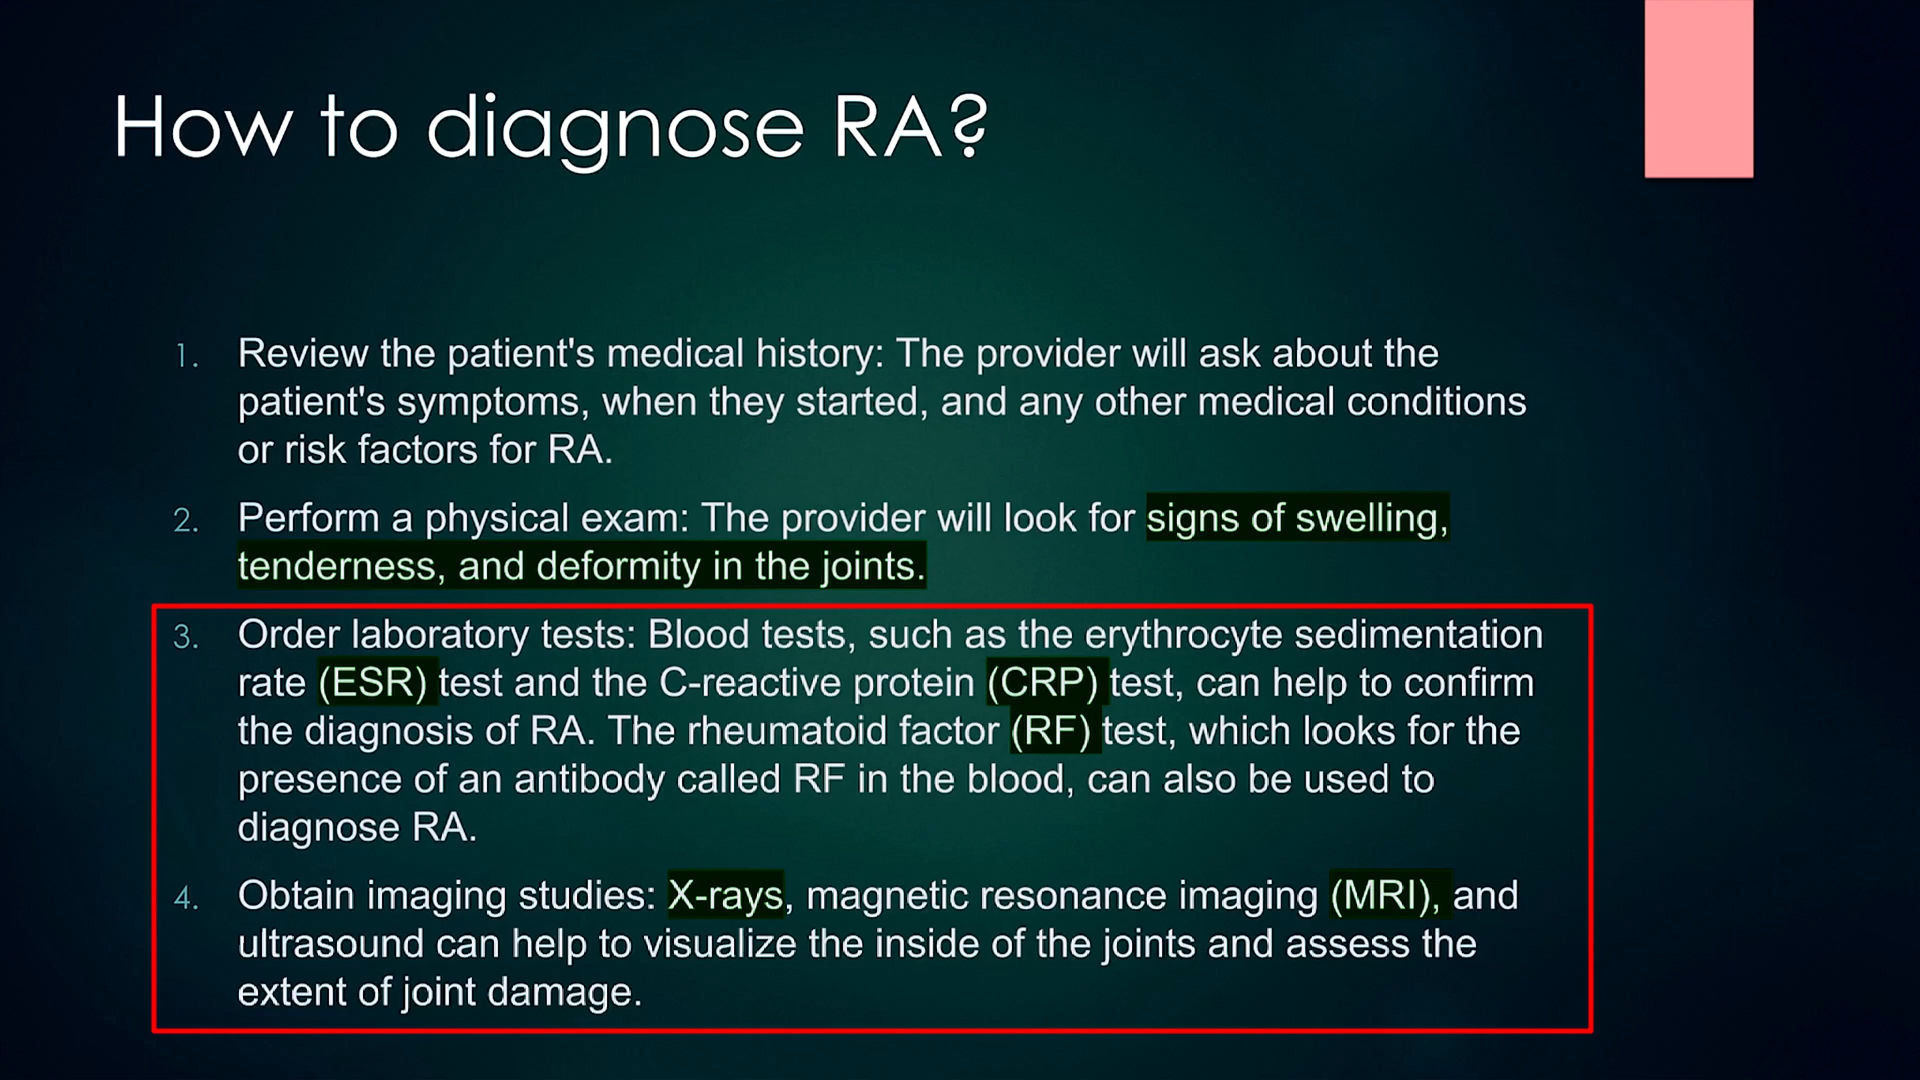 How to diagnose RA?
1. Review the patient's medical history: The provider will ask about the
patient's symptoms, when they started, and any other medical conditions
or risk factors for RA.
2. Perform a physical exam: The provider will look for signs of swelling,
tenderness, and deformity in the joints.
3. Order laboratory tests: Blood tests, such as the erythrocyte sedimentation
rate (ESR) test and the C-reactive protein (CRP) test, can help to confirm
the diagnosis of RA. The rheumatoid factor (RF) test, which looks for the
presence of an antibody called RF in the blood, can also be used to
diagnose RA.
4. Obtain imaging studies: X-rays, magnetic resonance imaging (MRI), and
ultrasound can help to visualize the inside of the joints and assess the
extent of joint damage.